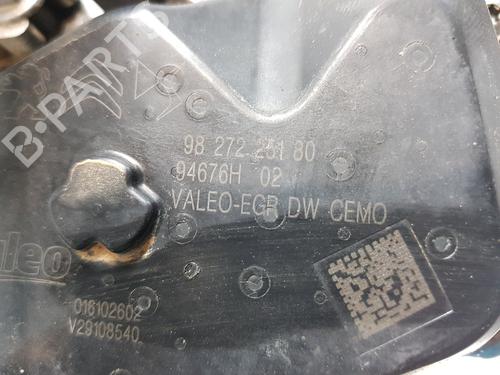 B-PARTS
98 272 251 80
94676H 02
VALEO-EGR DW CEMO
Valeo
016102602
V29108540